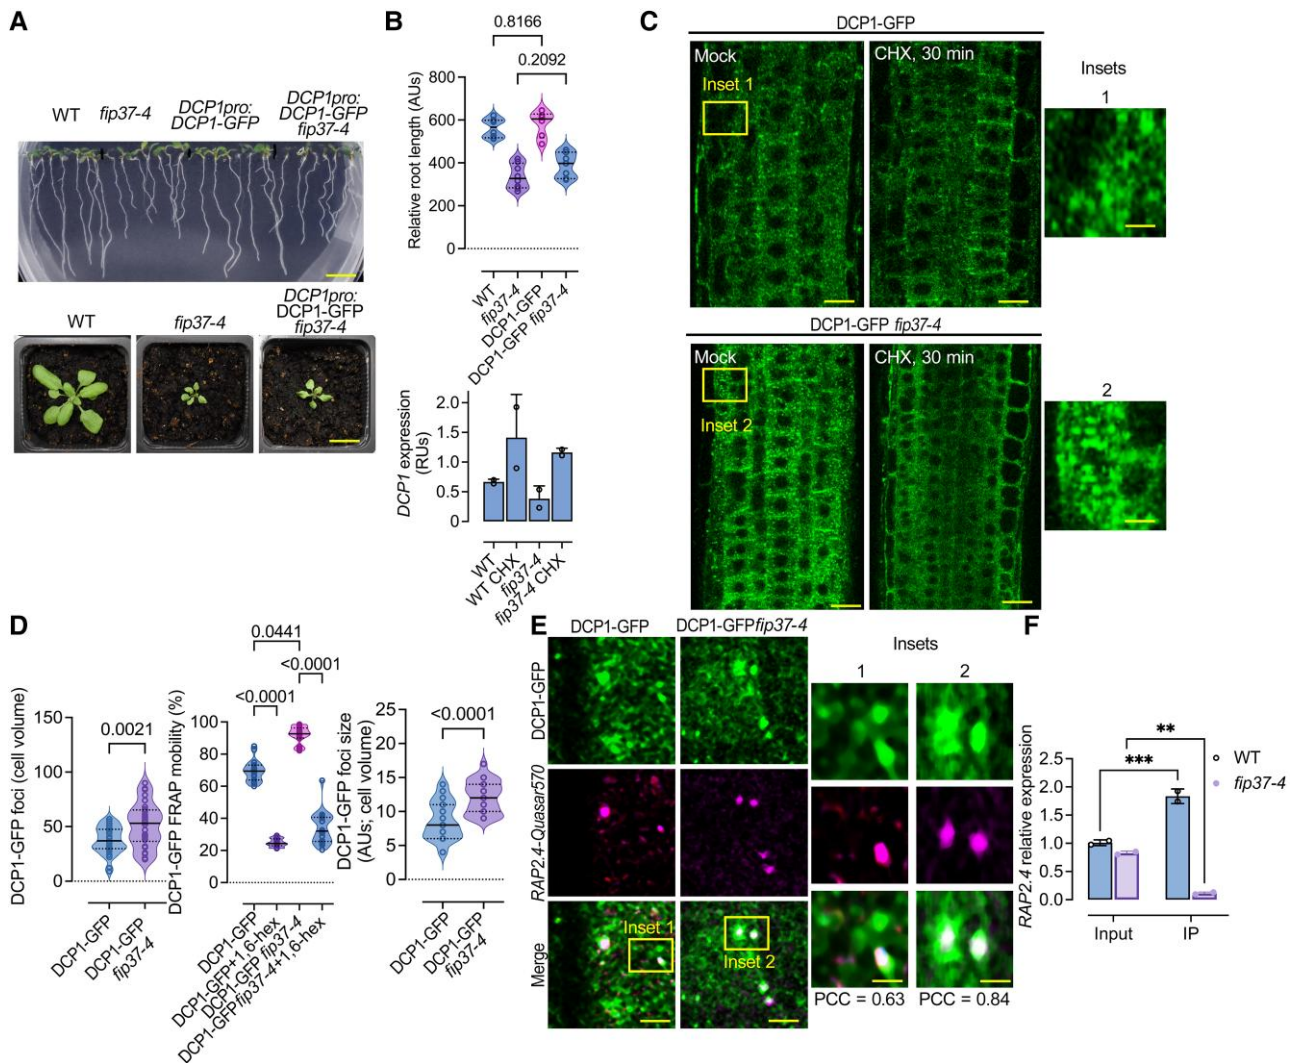 A
WT
fip37-4
DCP1pro:
DCP1-GFP
DCP1pro:
DCP1-GFP
fip37-4
WT
fip37-4
DCP1pro:
DCP1-GFP
fip37-4
B
0.8166
0.2092
Relative root length (AUs)
800
600
400
200
0
WT
fip37-4
DCP1-GFP
DCP1-GFP fip37-4
DCP1 expression
(RUs)
2.0
1.5
1.0
0.5
0
WT
WT CHX
fip37-4
fip37-4 CHX
C
DCP1-GFP
Mock
Inset 1
CHX, 30 min
Insets
1
DCP1-GFP fip37-4
Mock
Inset 2
CHX, 30 min
2
D
DCP1-GFP foci (cell volume)
150
100
50
0
0.0021
DCP1-GFP
DCP1-GFP
fip37-4
DCP1-GFP FRAP mobility (%)
100
80
60
40
20
0
0.0441
<0.0001
<0.0001
DCP1-GFP
DCP1-GFP+1,6-hex
DCP1-GFP fip37-4
DCP1-GFP fip37-4+1,6-hex
DCP1-GFP foci size
(AUs; cell volume)
25
20
15
10
5
0
<0.0001
DCP1-GFP
DCP1-GFP
fip37-4
E
DCP1-GFP
DCP1-GFPfip37-4
DCP1-GFP
RAP2.4-Quasar570
Merge
Inset 1
Inset 2
Insets
1
2
PCC = 0.63
PCC = 0.84
F
RAP2.4 relative expression
2.5
2.0
1.5
1.0
0.5
0.0
***
**
WT
fip37-4
Input
IP